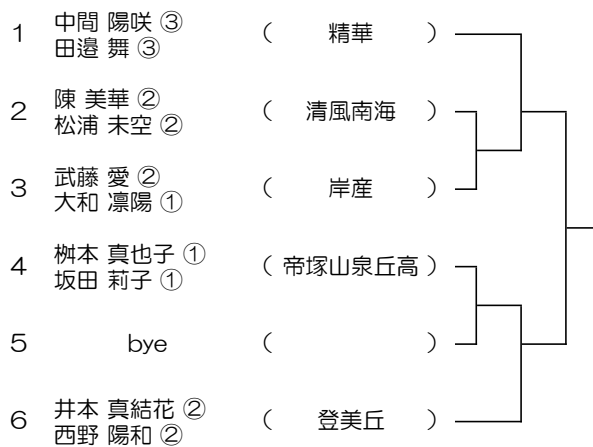 1 中間 陽咲 ③ ( 精華 )
田邉 舞 ③
2 陳 美華 ② ( 清風南海 )
松浦 未空 ②
3 武藤 愛 ② ( 岸産 )
大和 凛陽 ①
4 桝本 真也子 ① ( 帝塚山泉丘高 )
坂田 莉子 ①
5 bye ( )
6 井本 真結花 ② ( 登美丘 )
西野 陽和 ②